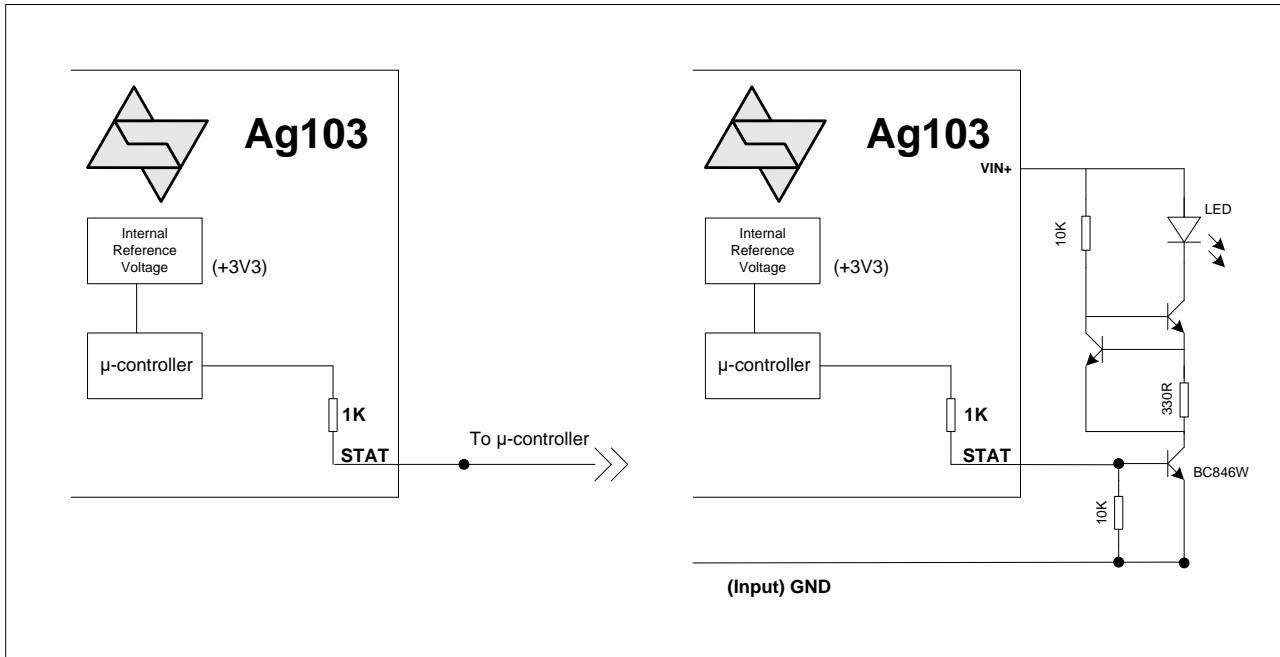 Ag103
Internal
Reference
Voltage
(+3V3)
µ-controller
1K
STAT
To µ-controller
Ag103
VIN+
Internal
Reference
Voltage
(+3V3)
µ-controller
1K
STAT
10K
LED
330R
BC846W
10K
(Input) GND